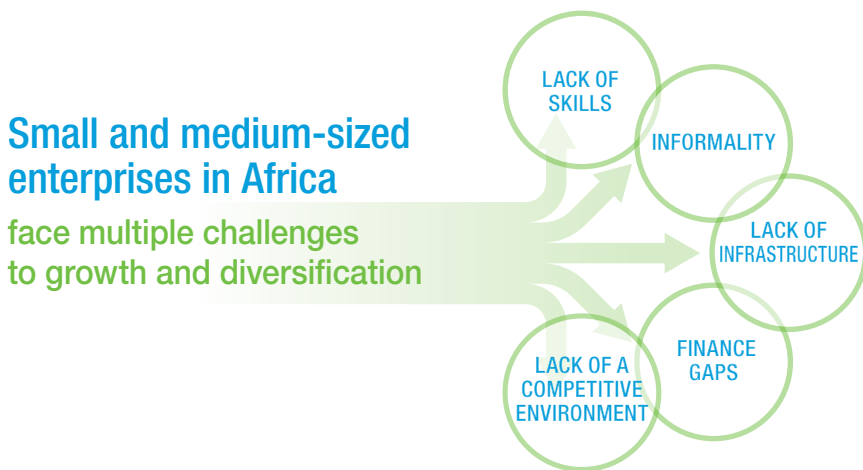 Small and medium-sized
enterprises in Africa
face multiple challenges
to growth and diversification
LACK OF
SKILLS
INFORMALITY
LACK OF
INFRASTRUCTURE
FINANCE
GAPS
LACK OF A
COMPETITIVE
ENVIRONMENT